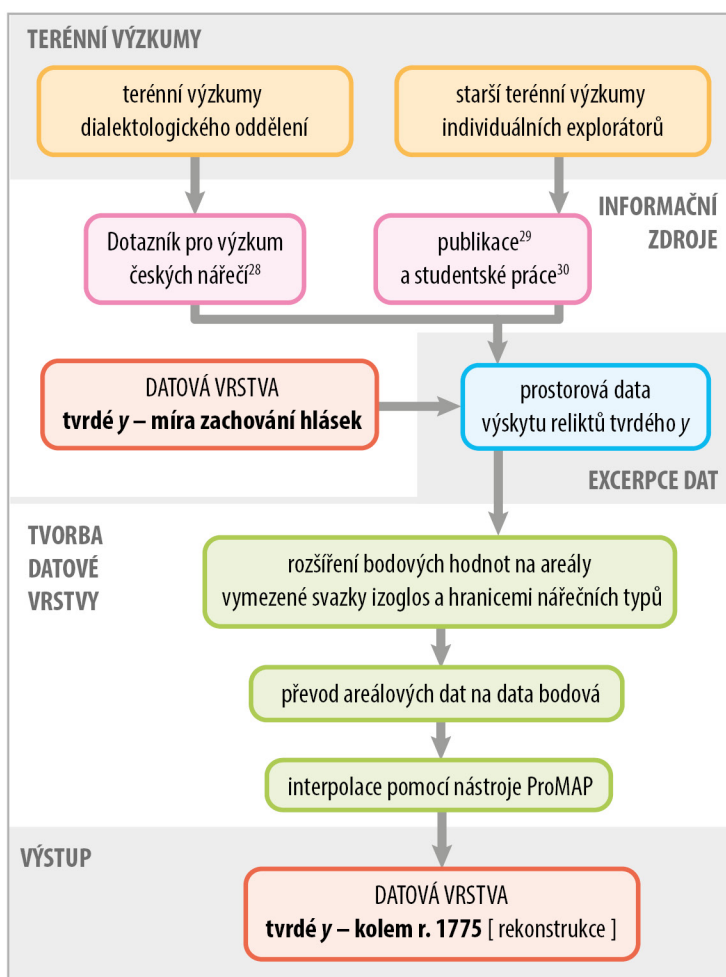 TERÉNNÍ VÝZKUMY
terénní výzkumy
dialektologického oddělení
starší terénní výzkumy
individuálních explorátorů
INFORMAČNÍ
ZDROJE
Dotazník pro výzkum
českých nářečí28
publikace29
a studentské práce30
DATOVÁ VRSTVA
tvrdé y – míra zachování hlásek
prostorová data
výskytu reliktů tvrdého y
EXCERPCE DAT
TVORBA
DATOVÉ
VRSTVY
rozšíření bodových hodnot na areály
vymezené svazky izoglos a hranicemi nářečních typů
převod areálových dat na data bodová
interpolace pomocí nástroje ProMAP
VÝSTUP
DATOVÁ VRSTVA
tvrdé y – kolem r. 1775 [ rekonstrukce ]